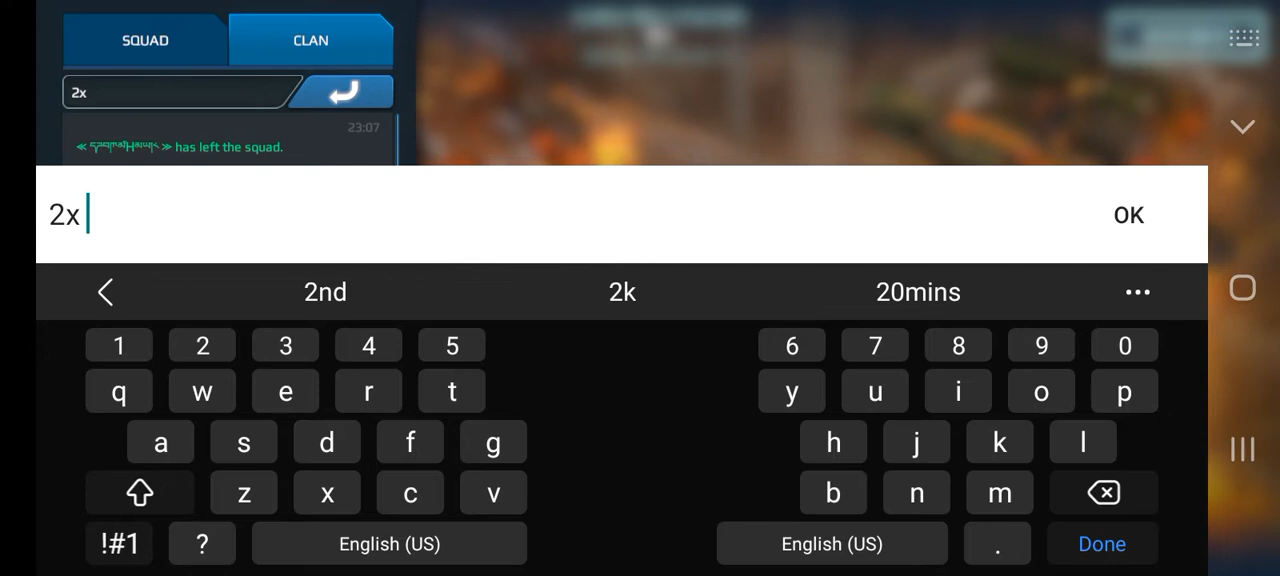 SQUAD
CLAN
2x
23:07
has left the squad.
2x
OK
2nd
2k
20mins
1 2 3 4 5 6 7 8 9 0
q w e r t y u i o p
a s d f g h j k l
z x c v b n m
!#1 ? English (US) English (US) . Done